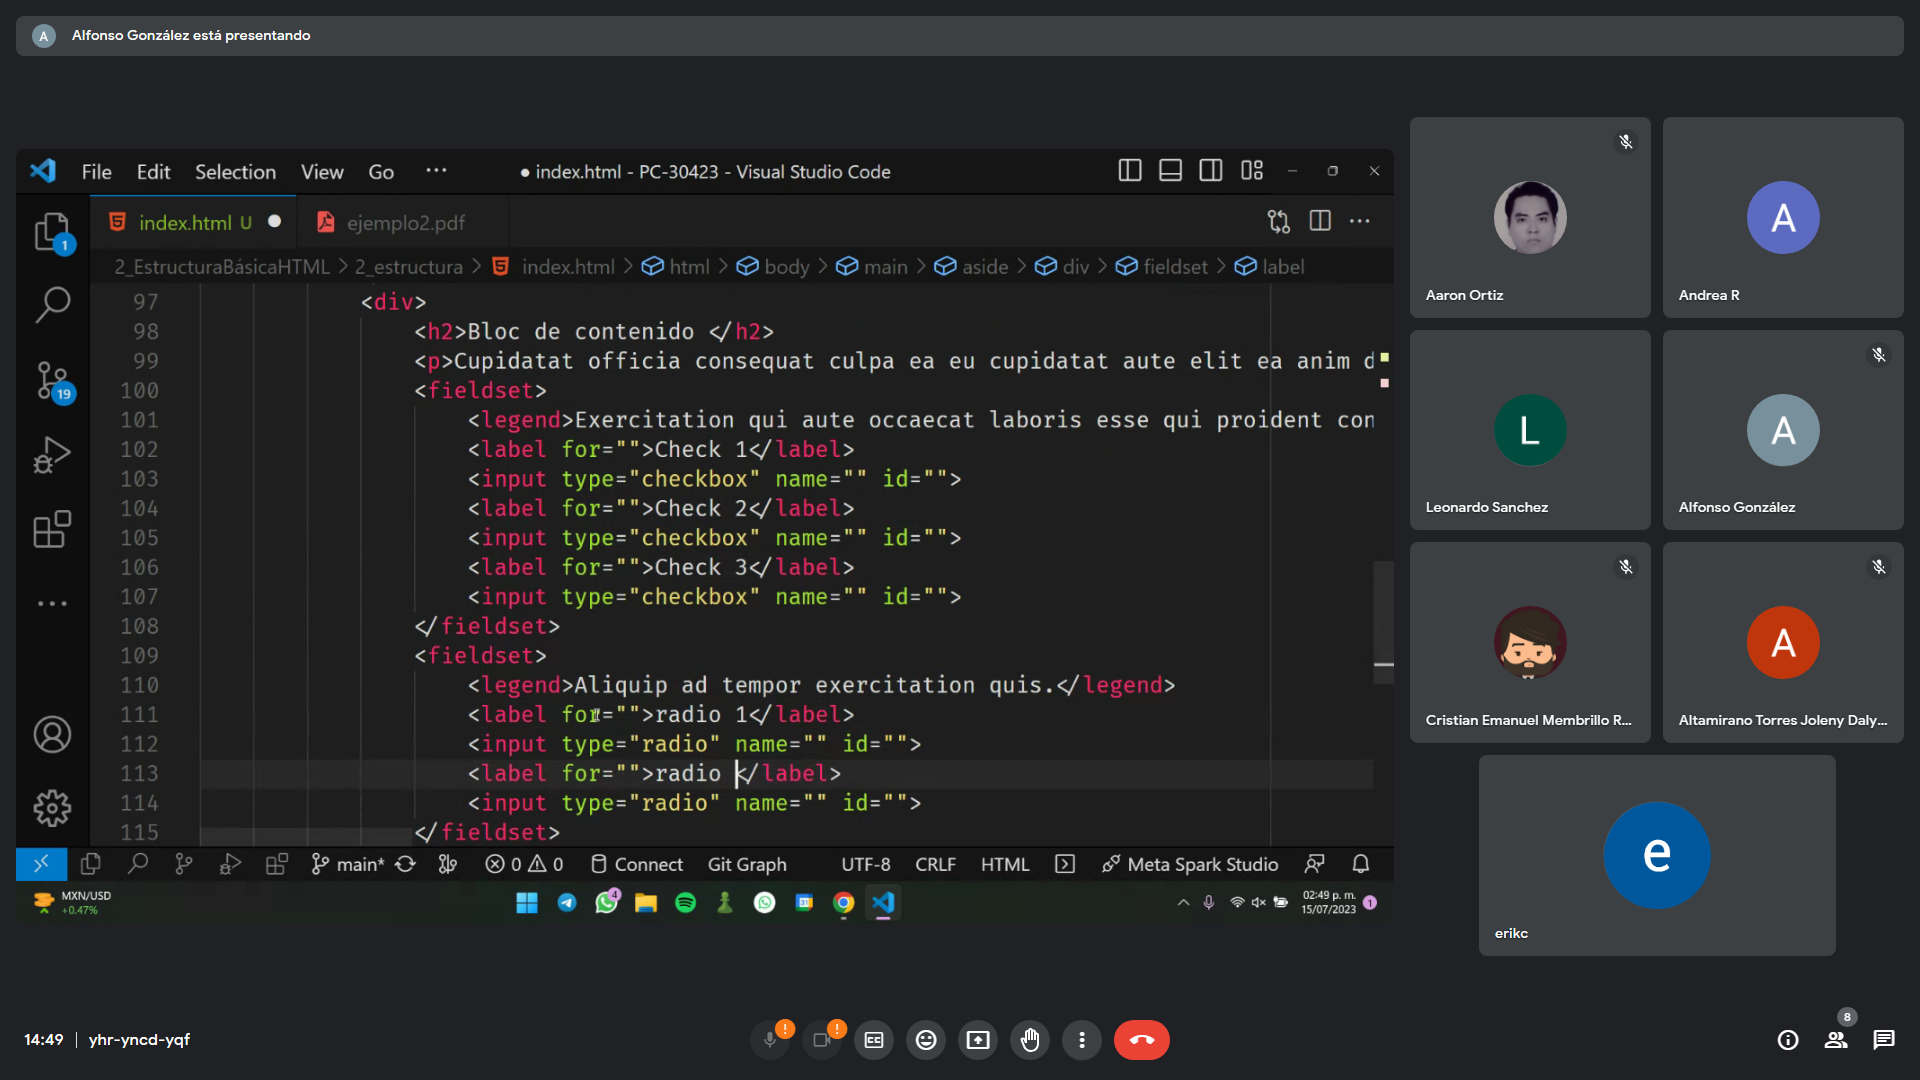 A Alfonso González está presentando
File Edit Selection View Go ··· ● index.html - PC-30423 - Visual Studio Code
index.html U ● ejemplo2.pdf
1
2_EstructuraBásicaHTML > 2_estructura > index.html > html > body > main > aside > div > fieldset > label
97 <div>
98 <h2>Bloc de contenido </h2>
99 <p>Cupidatat officia consequat culpa ea eu cupidatat aute elit ea anim d
100 <fieldset>
101 <legend>Exercitation qui aute occaecat laboris esse qui proident con
102 <label for="">Check 1</label>
103 <input type="checkbox" name="" id="">
104 <label for="">Check 2</label>
105 <input type="checkbox" name="" id="">
106 <label for="">Check 3</label>
107 <input type="checkbox" name="" id="">
108 </fieldset>
109 <fieldset>
110 <legend>Aliquip ad tempor exercitation quis.</legend>
111 <label for="">radio 1</label>
112 <input type="radio" name="" id="">
113 <label for="">radio </label>
114 <input type="radio" name="" id="">
115 </fieldset>
19
main* 0 0 Connect Git Graph UTF-8 CRLF HTML Meta Spark Studio
MXN/USD
+0.47%
4
02:49 p. m.
15/07/2023
1
Aaron Ortiz
A
Andrea R
L
Leonardo Sanchez
A
Alfonso González
Cristian Emanuel Membrillo R...
A
Altamirano Torres Joleny Daly...
e
erikc
14:49 | yhr-yncd-yqf
! ! CC
8